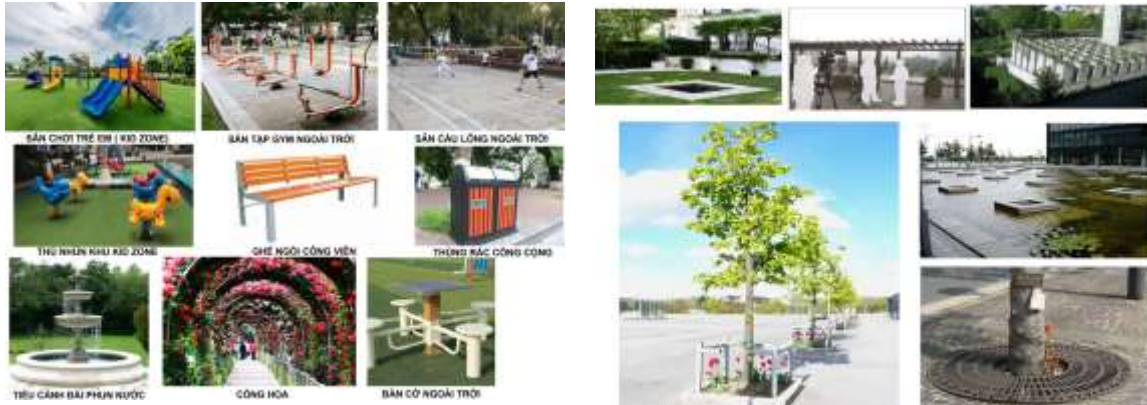 SÂN CHƠI TRẺ EM ( KID ZONE)
SÂN TẬP GYM NGOÀI TRỜI
SÂN CẦU LÔNG NGOÀI TRỜI
THÚ NHÚN KHU KID ZONE
GHẾ NGỒI CÔNG VIÊN
THÙNG RÁC CÔNG CỘNG
TIỂU CẢNH ĐÀI PHUN NƯỚC
CỔNG HOA
BÀN CỜ NGOÀI TRỜI